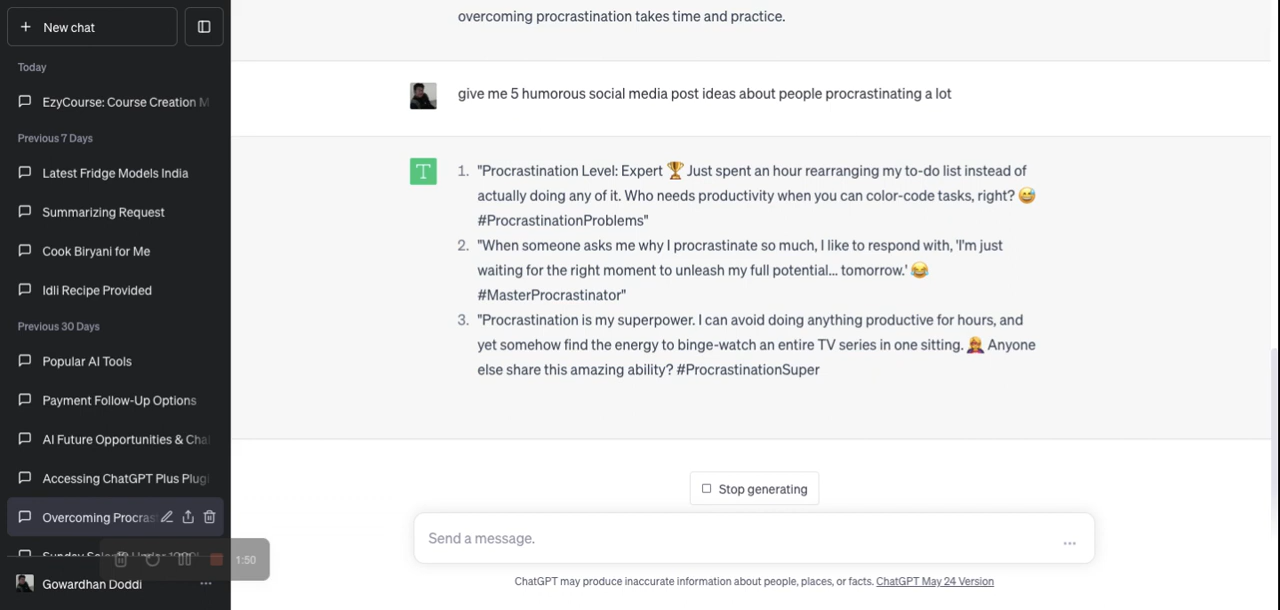 New chat
Today
EzyCourse: Course Creation M
Previous 7 Days
Latest Fridge Models India
Summarizing Request
Cook Biryani for Me
Idli Recipe Provided
Previous 30 Days
Popular AI Tools
Payment Follow-Up Options
AI Future Opportunities & Cha
Accessing ChatGPT Plus Plugi
Overcoming Procras
Gowardhan Doddi
1:50
overcoming procrastination takes time and practice.
give me 5 humorous social media post ideas about people procrastinating a lot
T
1. "Procrastination Level: Expert 🏆 Just spent an hour rearranging my to-do list instead of
actually doing any of it. Who needs productivity when you can color-code tasks, right? 😅
#ProcrastinationProblems"
2. "When someone asks me why I procrastinate so much, I like to respond with, 'I'm just
waiting for the right moment to unleash my full potential... tomorrow.' 😂
#MasterProcrastinator"
3. "Procrastination is my superpower. I can avoid doing anything productive for hours, and
yet somehow find the energy to binge-watch an entire TV series in one sitting. 🦸‍♀️ Anyone
else share this amazing ability? #ProcrastinationSuper
Stop generating
Send a message.
ChatGPT may produce inaccurate information about people, places, or facts. ChatGPT May 24 Version